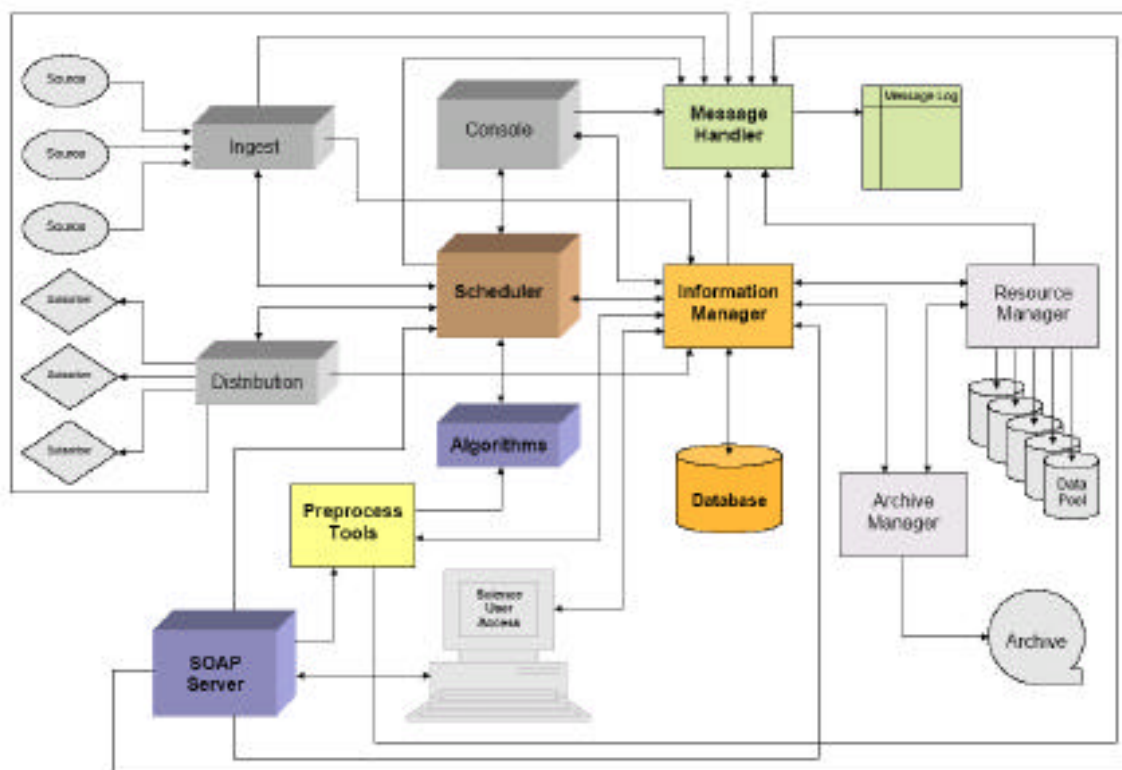 Source
Message Log
Ingest
Console
Message
Handler
Source
Source
Scheduler
Information
Manager
Resource
Manager
Subscriber
Subscriber
Distribution
Subscriber
Algorithms
Database
Data
Pool
Archive
Manager
Preprocess
Tools
Science
User
Access
Archive
SOAP
Server